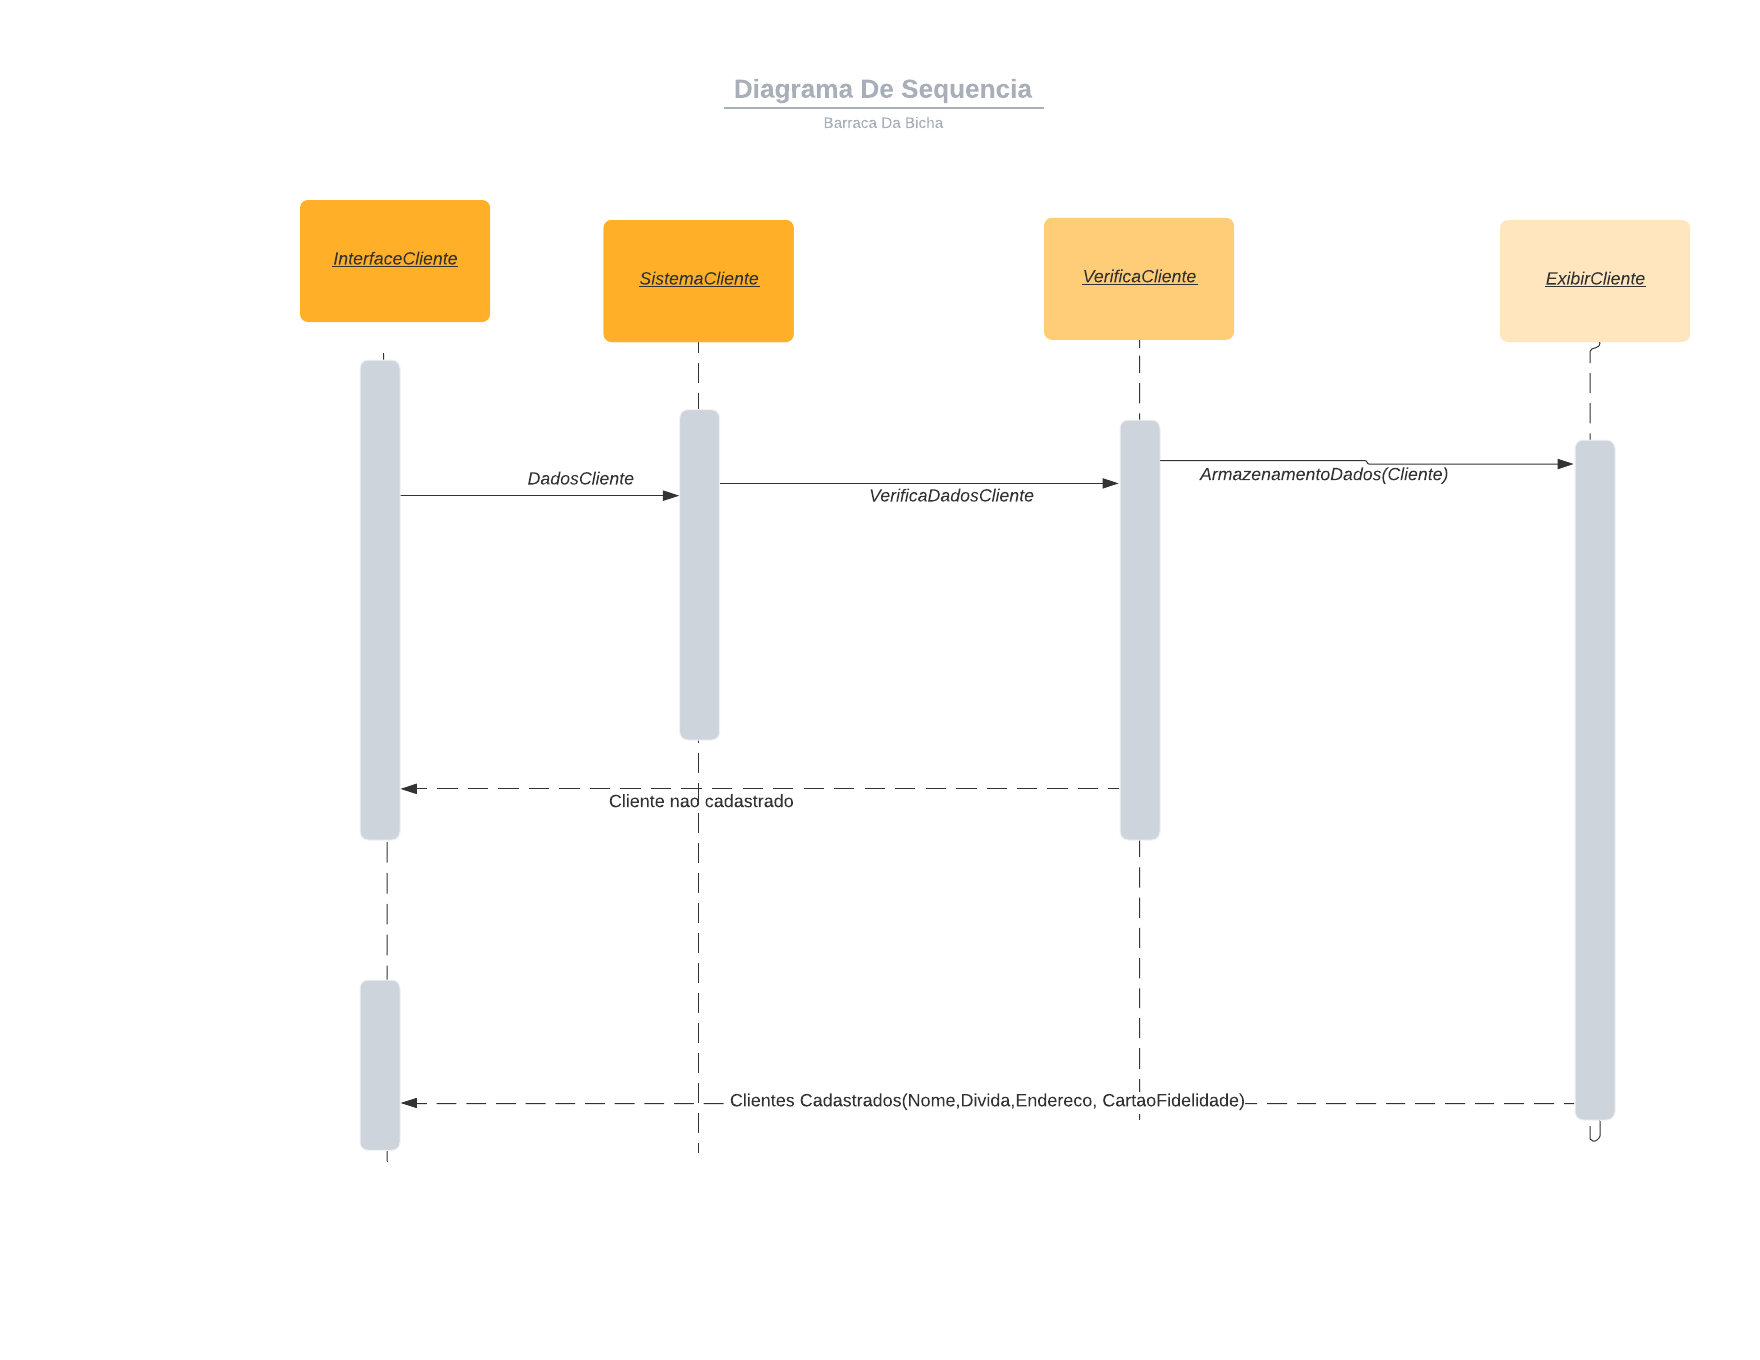 Diagrama De Sequencia
Barraca Da Bicha
InterfaceCliente
SistemaCliente
VerificaCliente
ExibirCliente
DadosCliente
VerificaDadosCliente
ArmazenamentoDados(Cliente)
Cliente nao cadastrado
Clientes Cadastrados(Nome,Divida,Endereco, CartaoFidelidade)